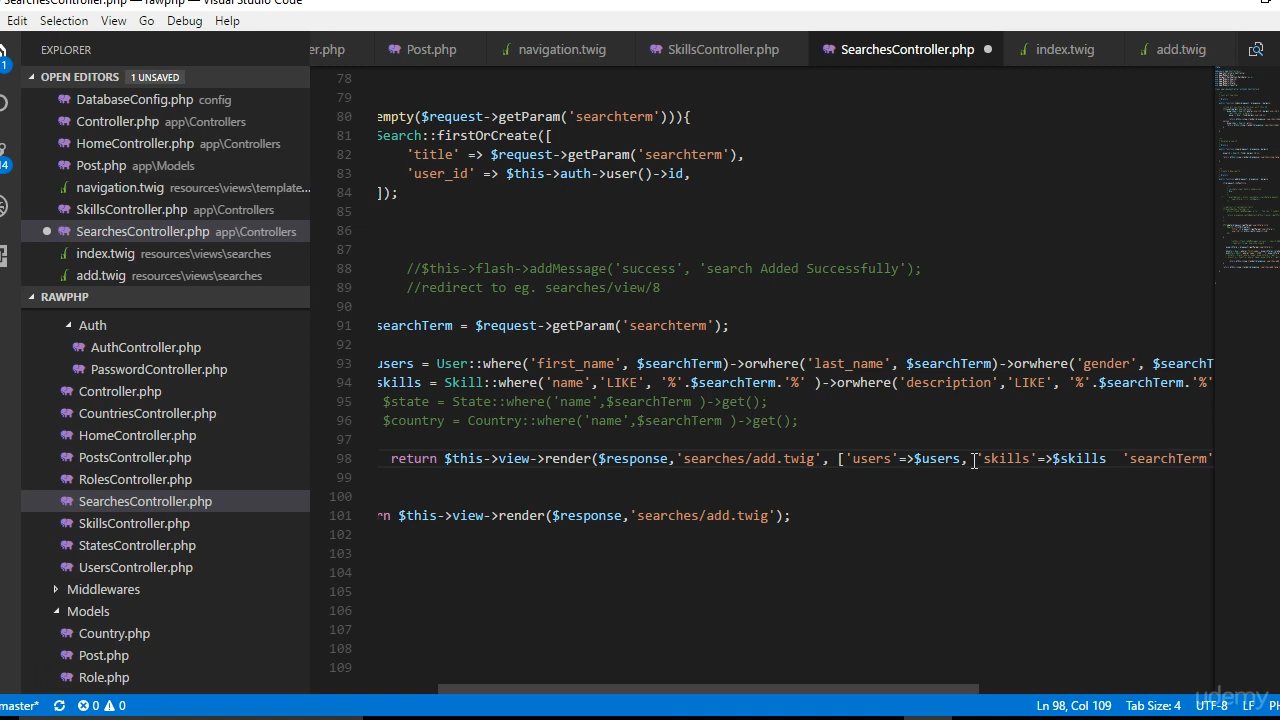 SearchesController.php — rawphp — Visual Studio Code
Edit Selection View Go Debug Help
EXPLORER
er.php Post.php navigation.twig SkillsController.php SearchesController.php index.twig add.twig
OPEN EDITORS 1 UNSAVED
DatabaseConfig.php config
Controller.php app\Controllers
HomeController.php app\Controllers
Post.php app\Models
navigation.twig resources\views\template...
SkillsController.php app\Controllers
SearchesController.php app\Controllers
index.twig resources\views\searches
add.twig resources\views\searches
RAWPHP
Auth
AuthController.php
PasswordController.php
Controller.php
CountriesController.php
HomeController.php
PostsController.php
RolesController.php
SearchesController.php
SkillsController.php
StatesController.php
UsersController.php
Middlewares
Models
Country.php
Post.php
Role.php
1
14
78
79
80 empty($request->getParam('searchterm'))){
81 Search::firstOrCreate([
82 'title' => $request->getParam('searchterm'),
83 'user_id' => $this->auth->user()->id,
84 ]);
85
86
87
88 //$this->flash->addMessage('success', 'search Added Successfully');
89 //redirect to eg. searches/view/8
90
91 searchTerm = $request->getParam('searchterm');
92
93 users = User::where('first_name', $searchTerm)->orwhere('last_name', $searchTerm)->orwhere('gender', $searchT
94 skills = Skill::where('name','LIKE', '%'.$searchTerm.'%' )->orwhere('description','LIKE', '%'.$searchTerm.'%'
95 $state = State::where('name',$searchTerm )->get();
96 $country = Country::where('name',$searchTerm )->get();
97
98 return $this->view->render($response,'searches/add.twig', ['users'=>$users, 'skills'=>$skills 'searchTerm'
99
100
101 rn $this->view->render($response,'searches/add.twig');
102
103
104
105
106
107
108
109
master* 0 0 Ln 98, Col 109 Tab Size: 4 UTF-8 LF PH
udemy